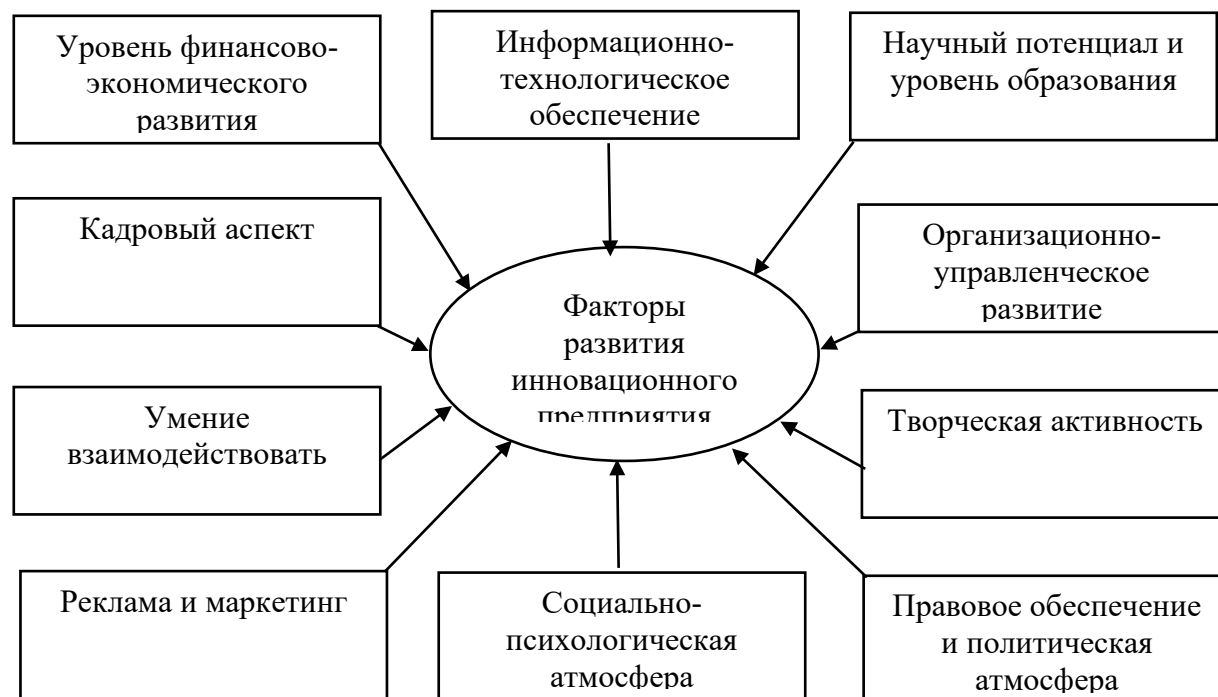 Уровень финансово-
экономического
развития
Информационно-
технологическое
обеспечение
Научный потенциал и
уровень образования
Кадровый аспект
Организационно-
управленческое
развитие
Факторы
развития
инновационного
предприятия
Умение
взаимодействовать
Творческая активность
Реклама и маркетинг
Социально-
психологическая
атмосфера
Правовое обеспечение
и политическая
атмосфера